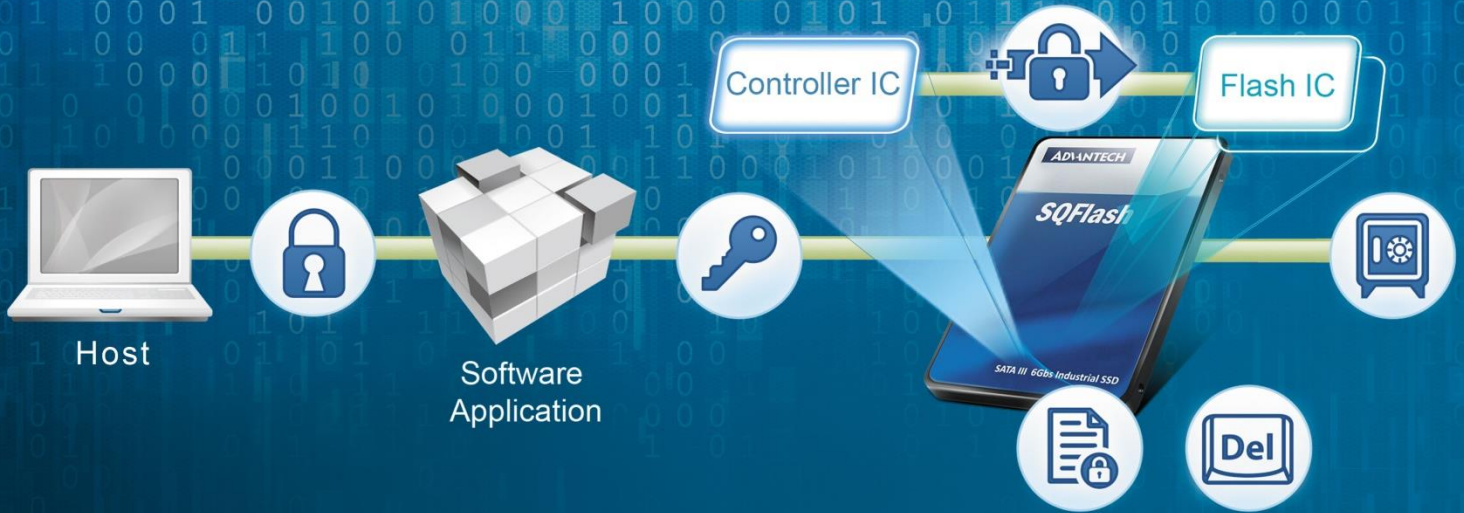 Controller IC
Flash IC
ADVANTECH
SQFlash
SATA III 6Gbs Industrial SSD
Host
Software
Application
Del